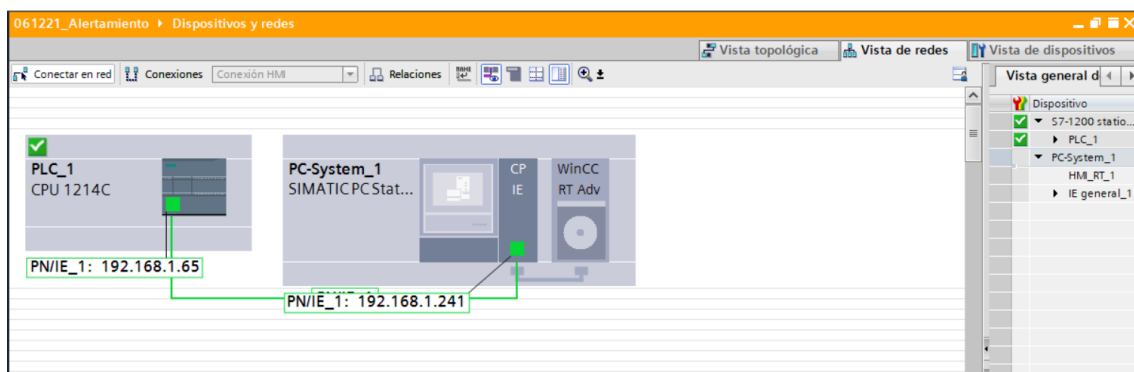 061221_Alertamiento ▸ Dispositivos y redes
Vista topológica
Vista de redes
Vista de dispositivos
Conectar en red
Conexiones
Conexión HMI
Relaciones
Vista general d
Dispositivo
S7-1200 statio...
PLC_1
PC-System_1
HMI_RT_1
IE general_1
PLC_1
CPU 1214C
PC-System_1
SIMATIC PC Stat...
CP
IE
WinCC
RT Adv
PN/IE_1: 192.168.1.65
PN/IE_1: 192.168.1.241